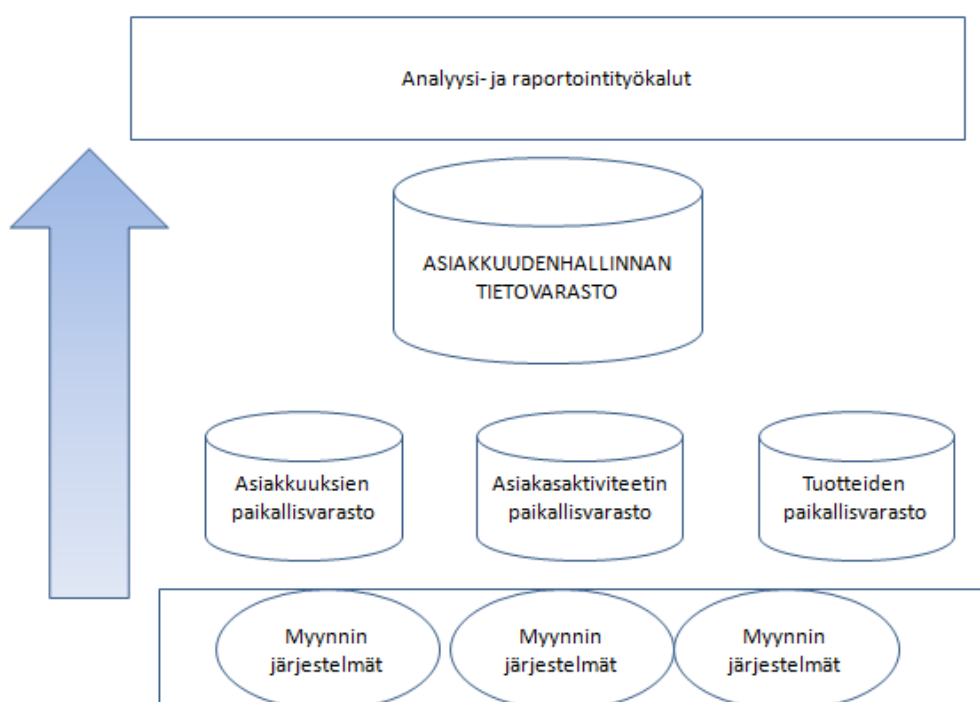 Analyysi- ja raportointityökalut
ASIAKKUUDENHALLINNAN
TIETOVARASTO
Asiakkuuksien
paikallisvarasto
Asiakasaktiviteetin
paikallisvarasto
Tuotteiden
paikallisvarasto
Myynnin
järjestelmät
Myynnin
järjestelmät
Myynnin
järjestelmät